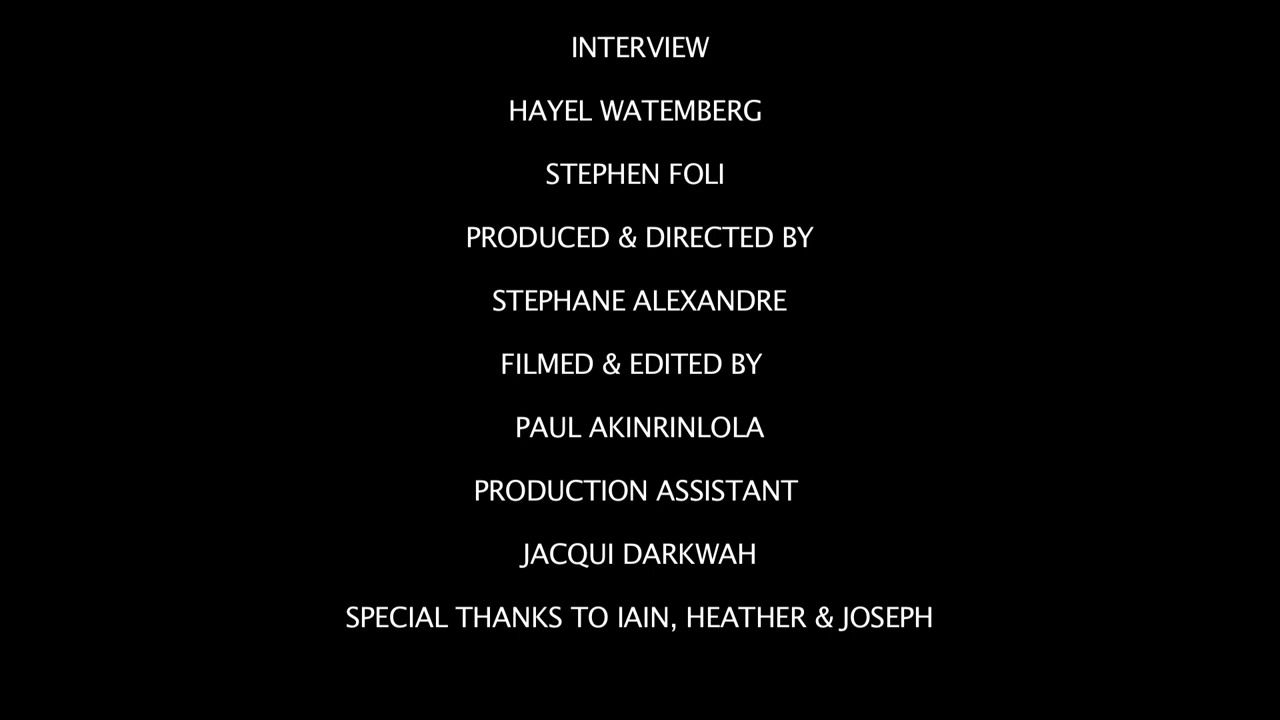 INTERVIEW
HAYEL WATEMBERG
STEPHEN FOLI
PRODUCED & DIRECTED BY
STEPHANE ALEXANDRE
FILMED & EDITED BY
PAUL AKINRINLOLA
PRODUCTION ASSISTANT
JACQUI DARKWAH
SPECIAL THANKS TO IAIN, HEATHER & JOSEPH